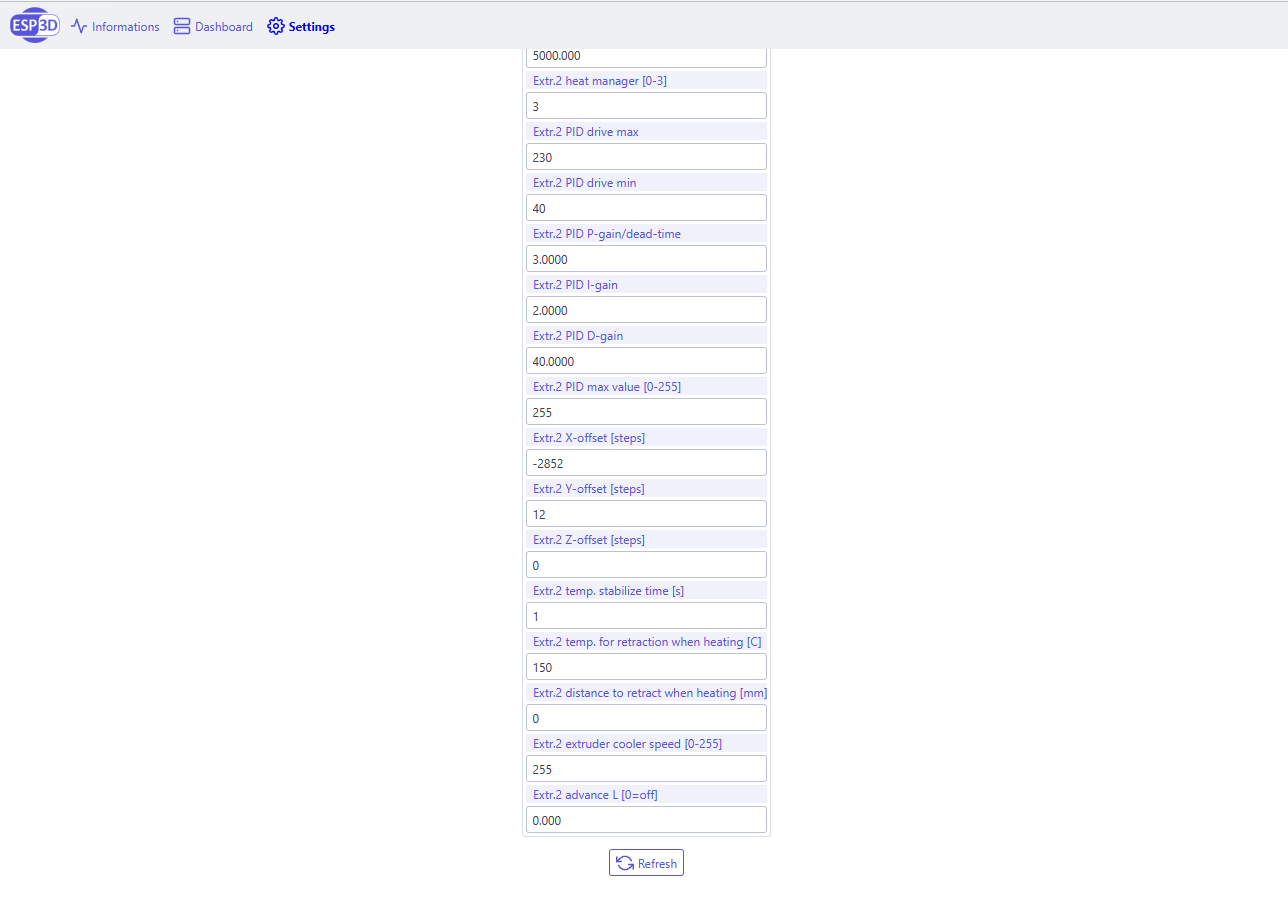 ESP3D Informations Dashboard Settings
5000.000
Extr.2 heat manager [0-3]
3
Extr.2 PID drive max
230
Extr.2 PID drive min
40
Extr.2 PID P-gain/dead-time
3.0000
Extr.2 PID I-gain
2.0000
Extr.2 PID D-gain
40.0000
Extr.2 PID max value [0-255]
255
Extr.2 X-offset [steps]
-2852
Extr.2 Y-offset [steps]
12
Extr.2 Z-offset [steps]
0
Extr.2 temp. stabilize time [s]
1
Extr.2 temp. for retraction when heating [C]
150
Extr.2 distance to retract when heating [mm]
0
Extr.2 extruder cooler speed [0-255]
255
Extr.2 advance L [0=off]
0.000
Refresh